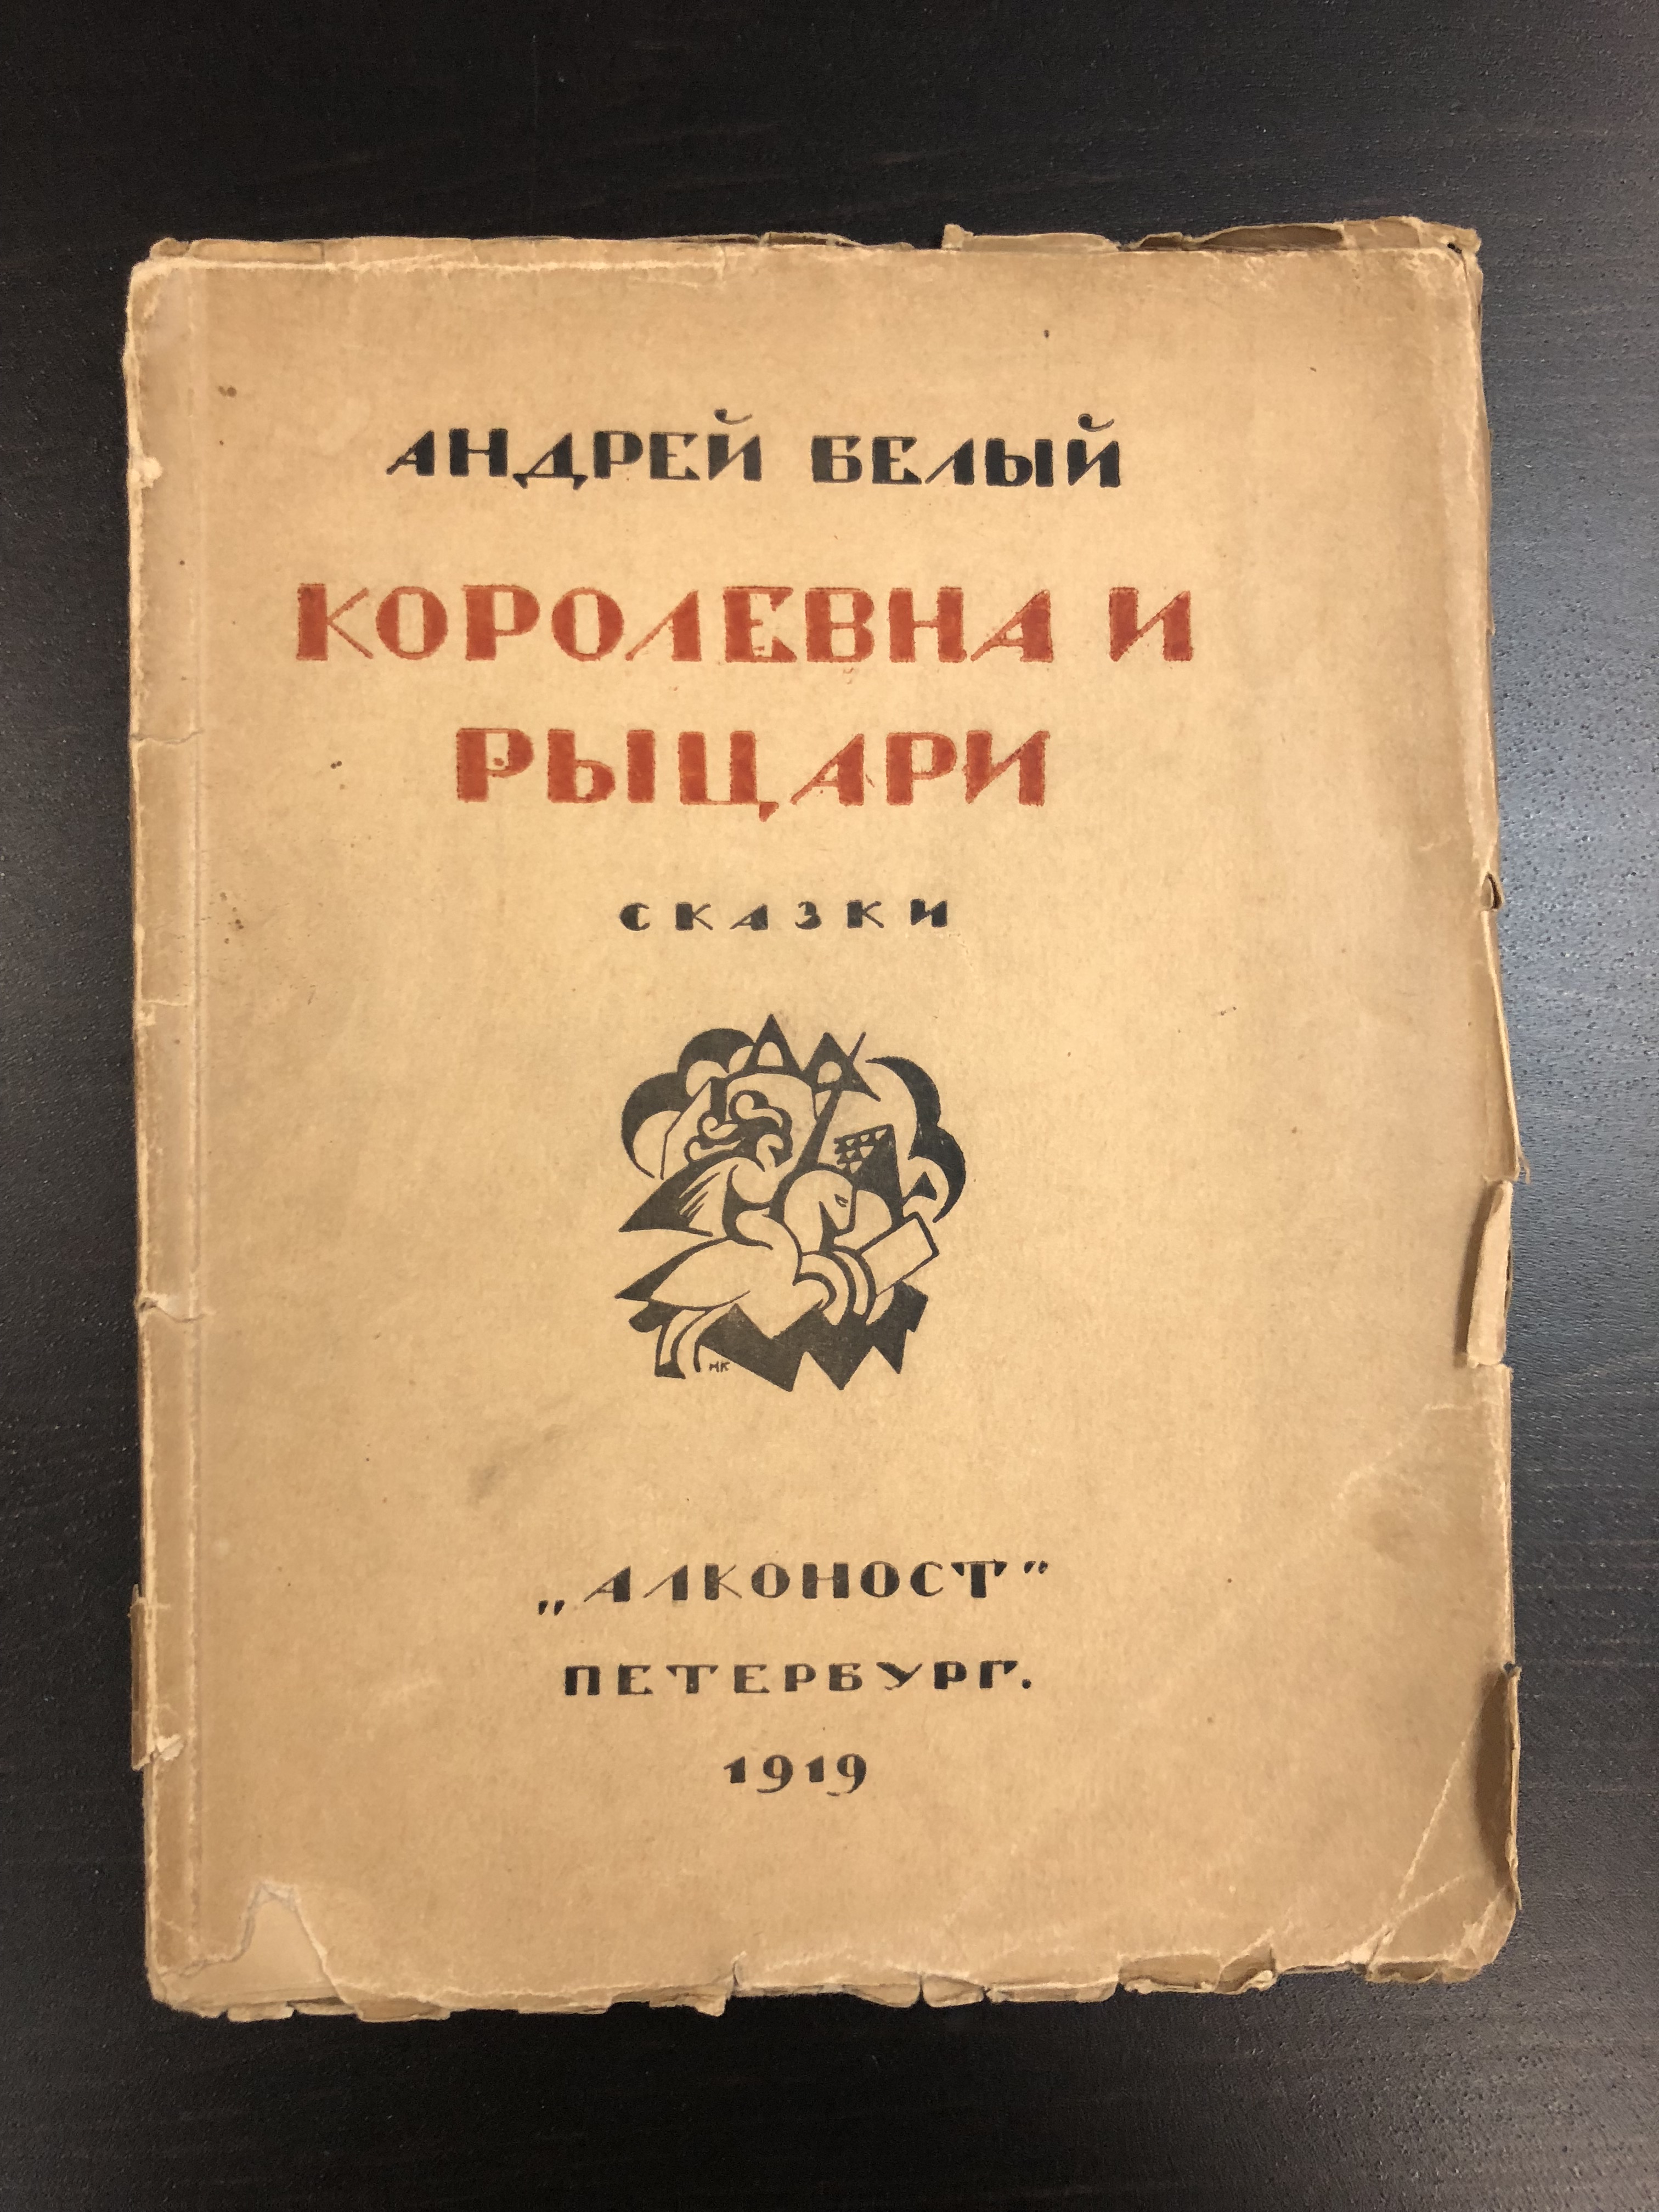 АНДРЕЙ БЕЛЫЙ
КОРОЛЕВНА И
РЫЦАРИ
СКАЗКИ
НК
„АЛКОНОСТ"
ПЕТЕРБУРГ.
1919